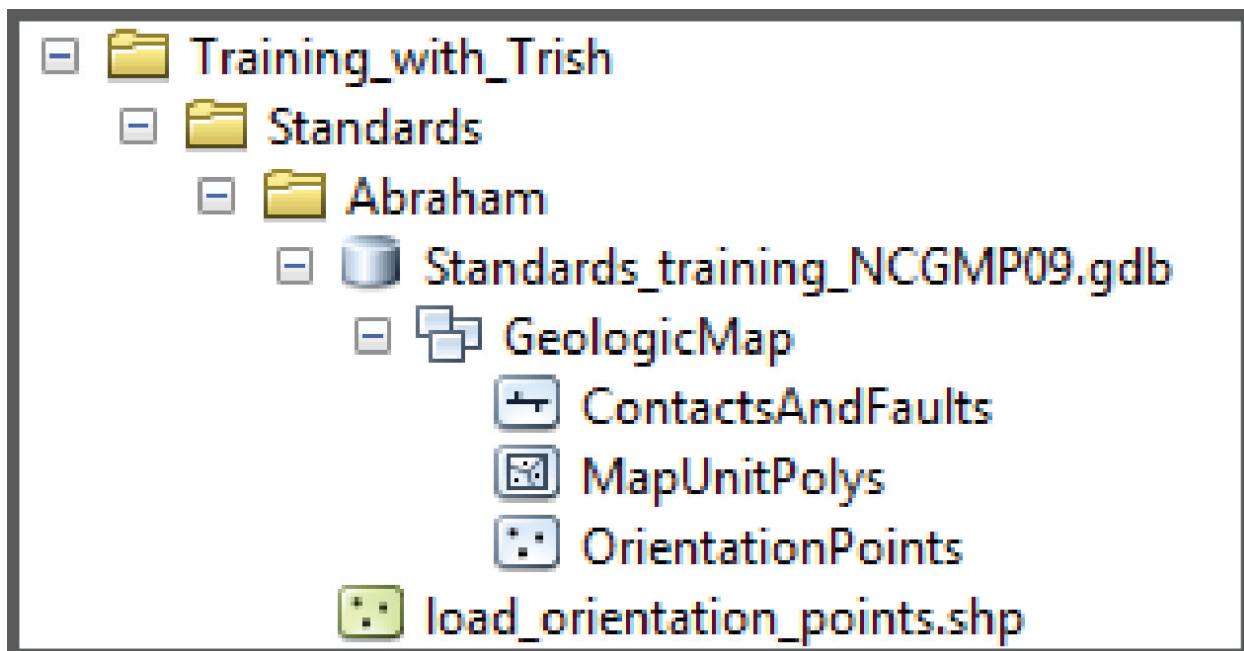 Training_with_Trish
Standards
Abraham
Standards_training_NCGMP09.gdb
GeologicMap
ContactsAndFaults
MapUnitPolys
OrientationPoints
load_orientation_points.shp